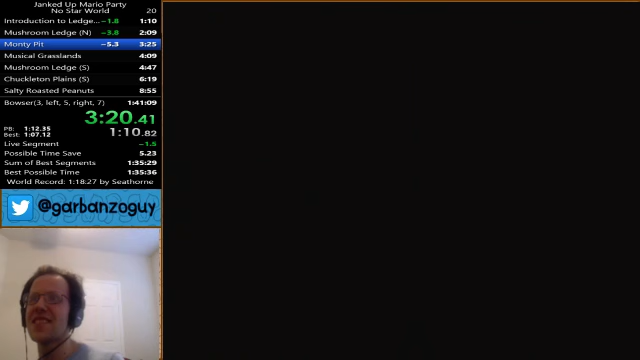 Janked Up Mario Party
No Star World 20
Introduction to Ledge... −1.8 1:10
Mushroom Ledge (N) −3.8 2:09
Monty Pit −5.3 3:25
Musical Grasslands 4:09
Mushroom Ledge (S) 4:47
Chuckleton Plains (S) 6:19
Salty Roasted Peanuts 8:55
Bowser(3, left, 5, right, 7) 1:41:09
3:20.41
PB: 1:12.35
Best: 1:07.12
1:10.82
Live Segment −1.5
Possible Time Save 5.23
Sum of Best Segments 1:35:29
Best Possible Time 1:35:36
World Record: 1:18:27 by Seathorne
@garbanzoguy